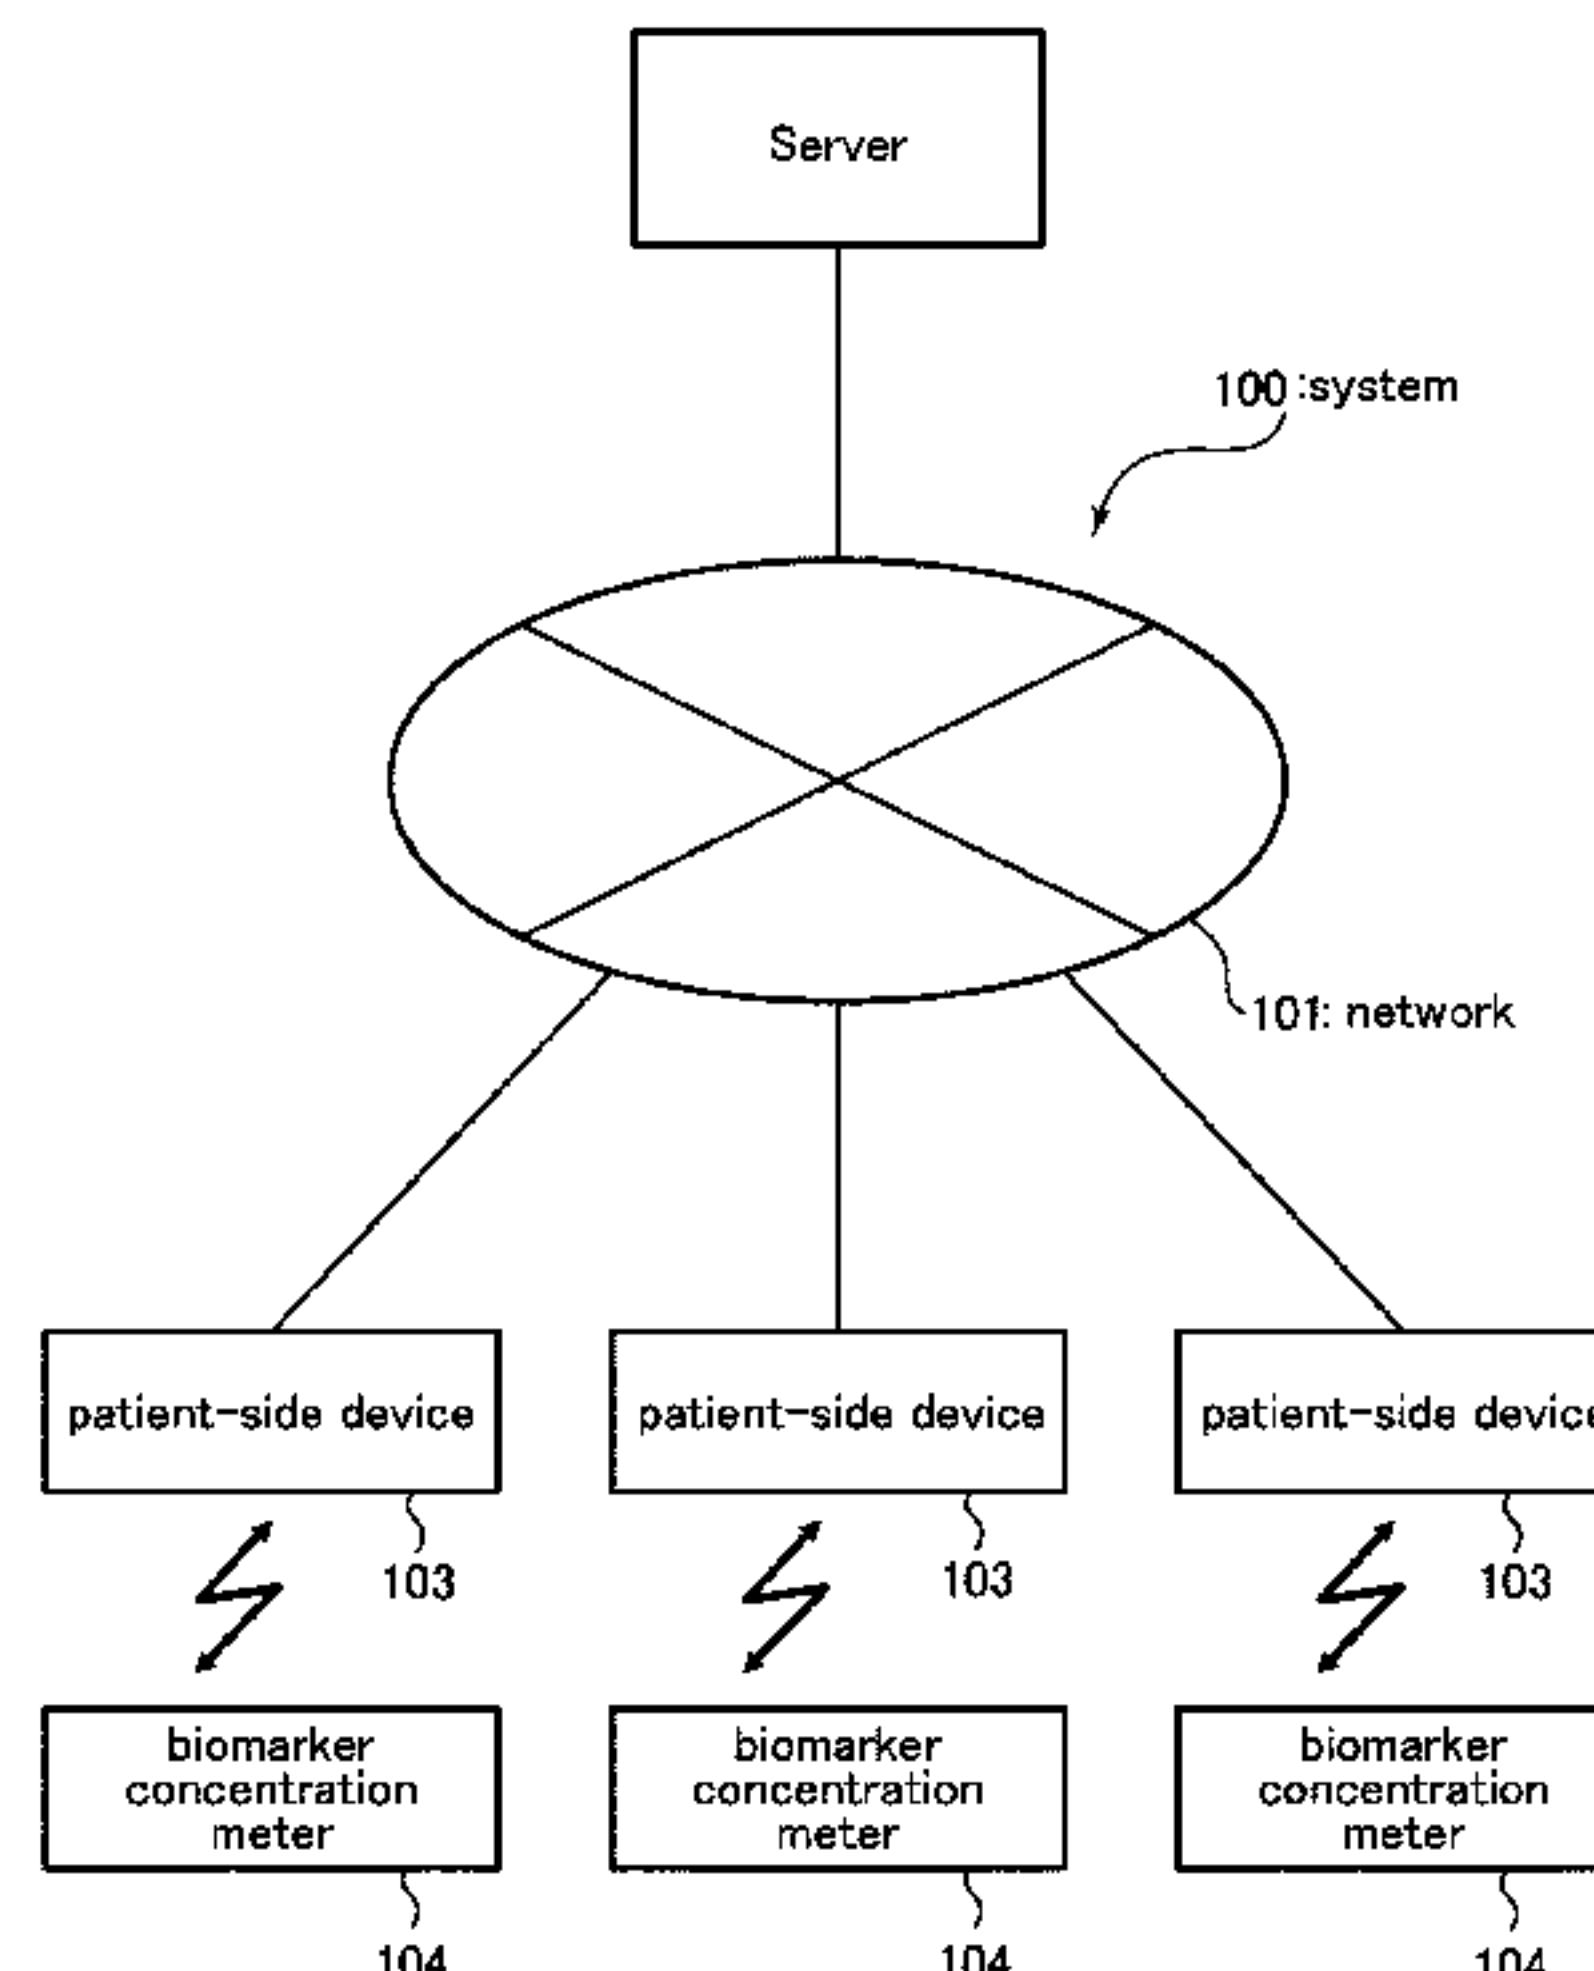 Server
100 :system
101: network
patient-side device
patient-side device
patient-side device
103
103
103
biomarker
concentration
meter
biomarker
concentration
meter
biomarker
concentration
meter
104
104
104